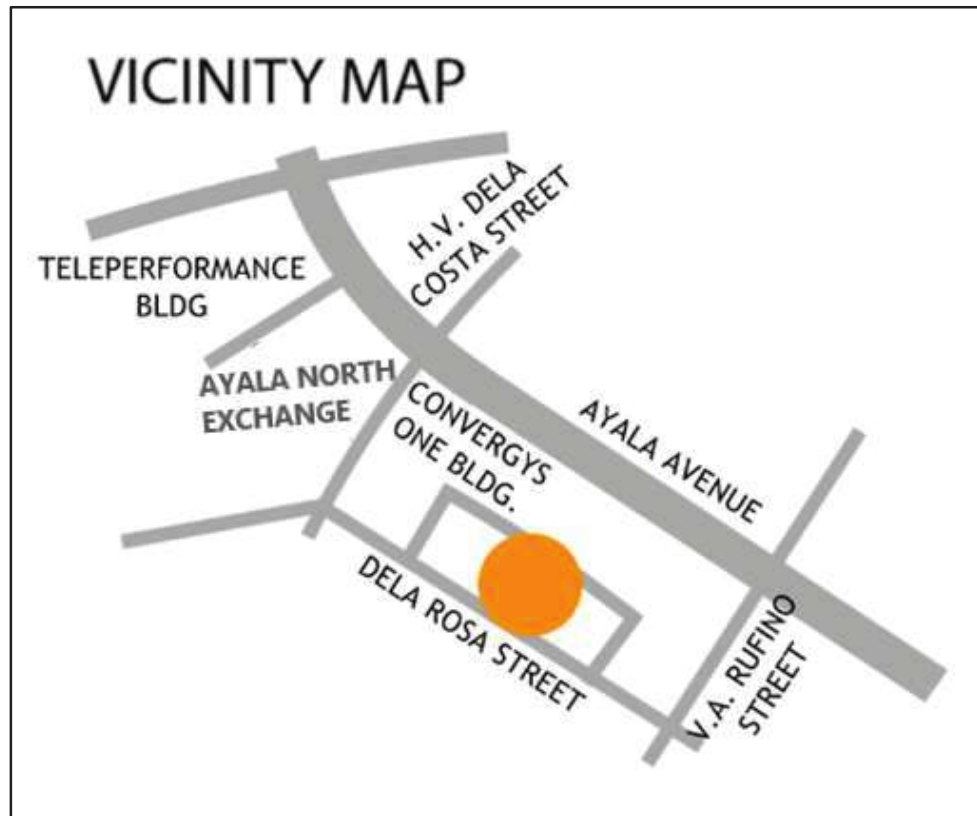 VICINITY MAP
H.V. DELA
COSTA STREET
TELEPERFORMANCE
BLDG
AYALA NORTH
EXCHANGE
CONVERGYS
ONE BLDG.
AYALA AVENUE
DELA ROSA STREET
V.A. RUFINO
STREET